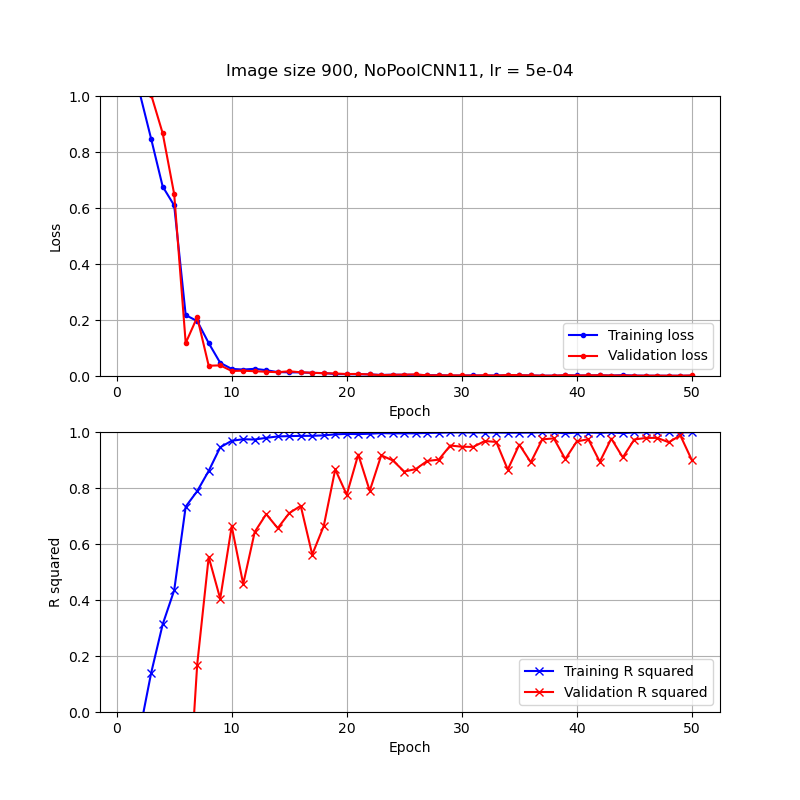 Image size 900, NoPoolCNN11, lr = 5e-04
1.0
0.8
0.6
0.4
0.2
0.0
Loss
Training loss
Validation loss
0 10 20 30 40 50
Epoch
1.0
0.8
0.6
0.4
0.2
0.0
R squared
Training R squared
Validation R squared
0 10 20 30 40 50
Epoch